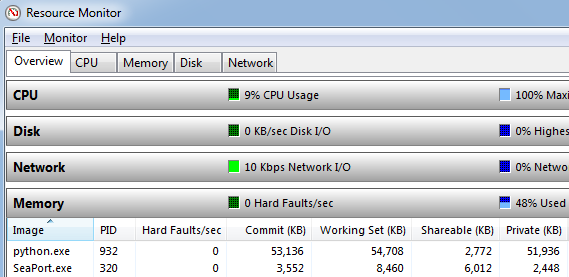 Resource Monitor
File Monitor Help
Overview CPU Memory Disk Network
CPU 9% CPU Usage 100% Maxi
Disk 0 KB/sec Disk I/O 0% Highes
Network 10 Kbps Network I/O 0% Netwo
Memory 0 Hard Faults/sec 48% Used
Image PID Hard Faults/sec Commit (KB) Working Set (KB) Shareable (KB) Private (KB)
python.exe 932 0 53,136 54,708 2,772 51,936
SeaPort.exe 320 0 3,552 8,460 6,012 2,448